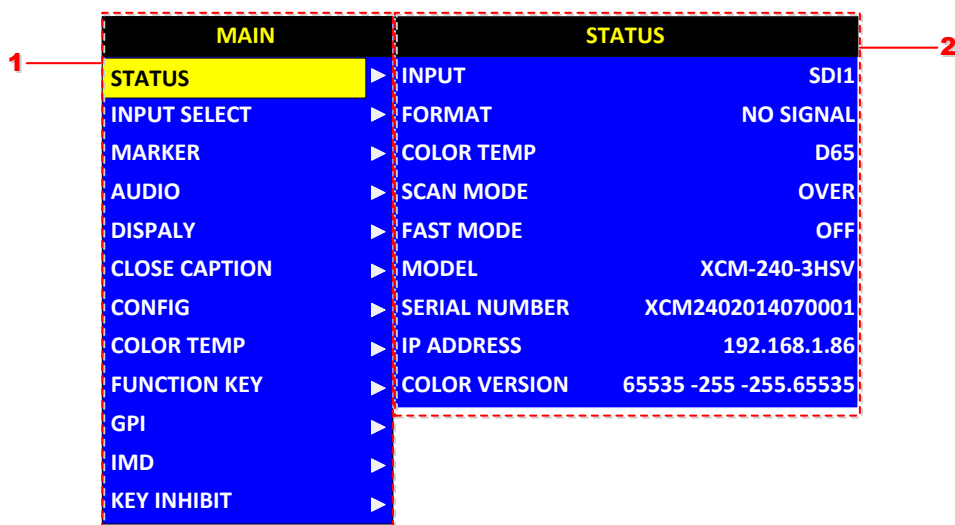 1
MAIN
STATUS
INPUT SELECT
MARKER
AUDIO
DISPALY
CLOSE CAPTION
CONFIG
COLOR TEMP
FUNCTION KEY
GPI
IMD
KEY INHIBIT
2
STATUS
INPUT SDI1
FORMAT NO SIGNAL
COLOR TEMP D65
SCAN MODE OVER
FAST MODE OFF
MODEL XCM-240-3HSV
SERIAL NUMBER XCM2402014070001
IP ADDRESS 192.168.1.86
COLOR VERSION 65535 -255 -255.65535